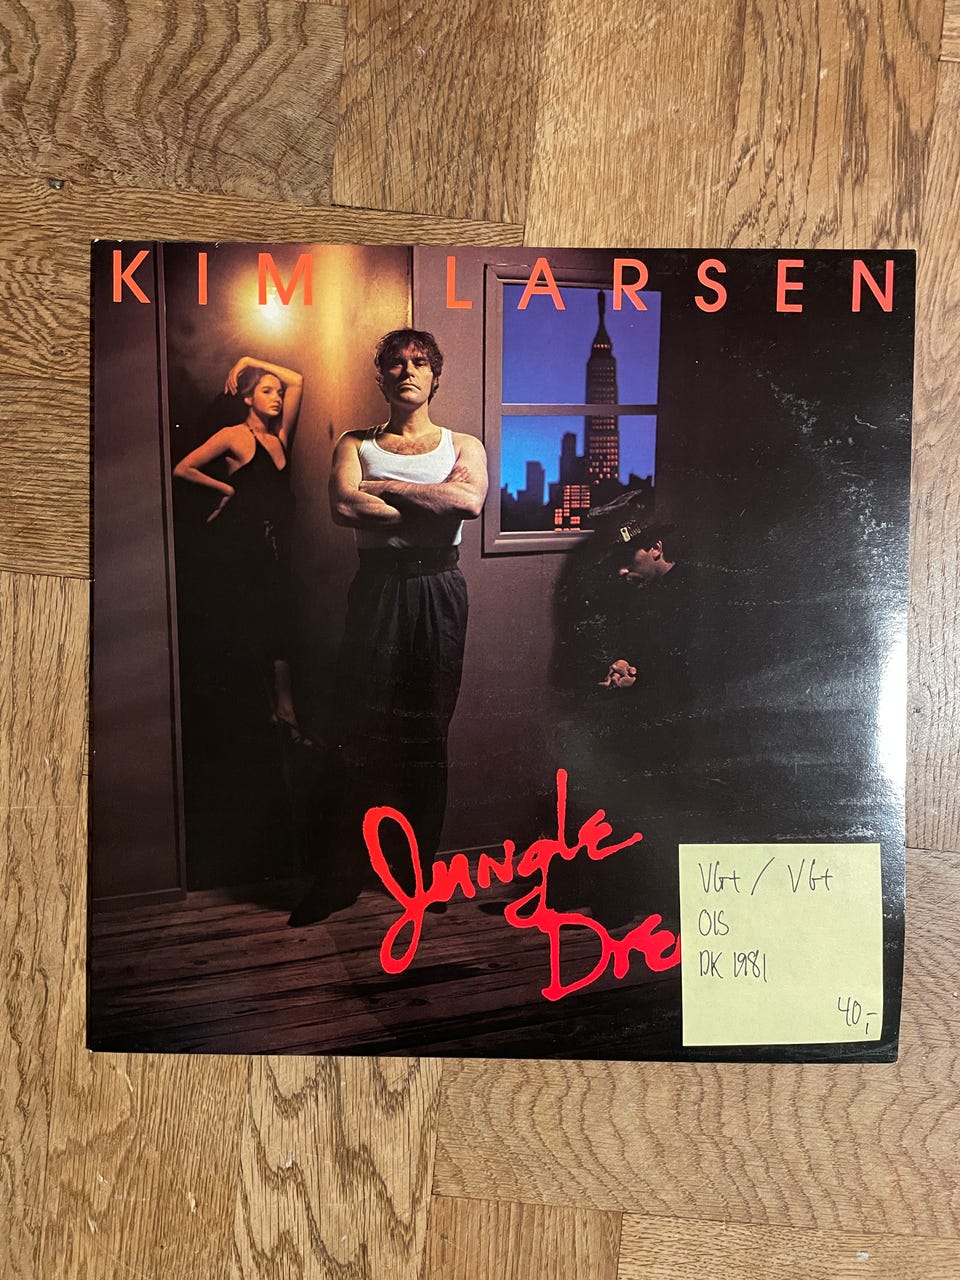 KIM LARSEN
Jungle
Dre
VG+ / VG+
OIS
DK 1981
40,-